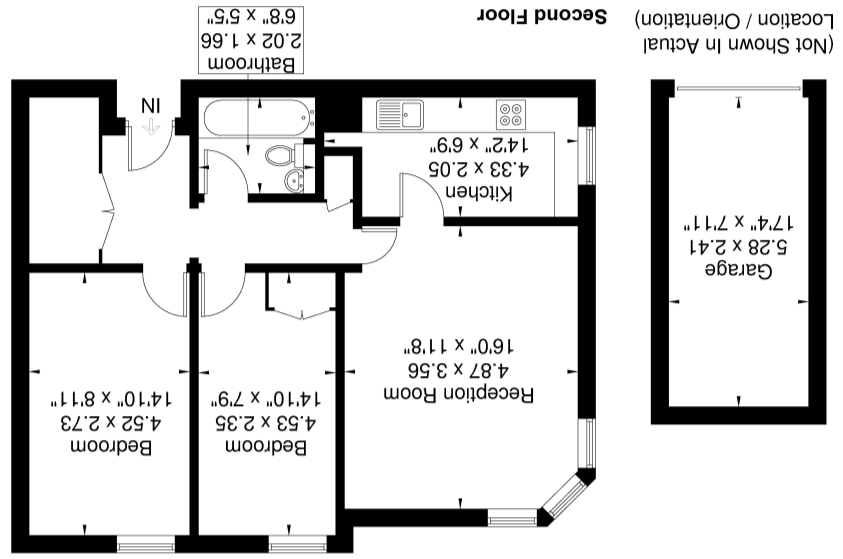 Garage
5.28 x 2.41
17'4" x 7'11"
Reception Room
4.87 x 3.56
16'0" x 11'8"
Bedroom
4.53 x 2.35
14'10" x 7'9"
Bedroom
4.52 x 2.73
14'10" x 8'11"
Kitchen
4.33 x 2.05
14'2" x 6'9"
IN
Bathroom
2.02 x 1.66
6'8" x 5'5"
(Not Shown In Actual
Location / Orientation)
Second Floor